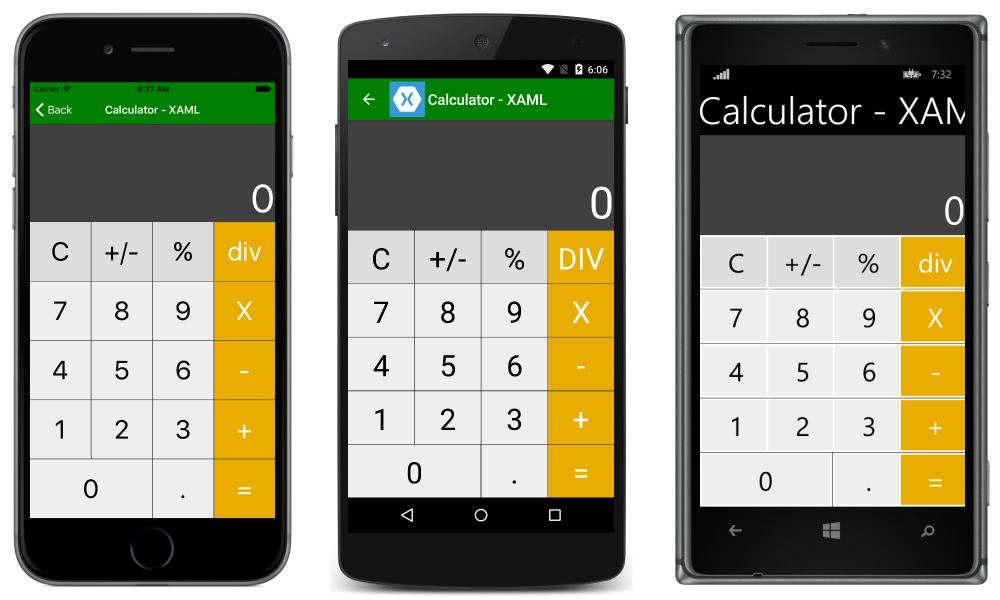 Carrier 6:27 AM
Back Calculator - XAML
0
C +/- % div
7 8 9 X
4 5 6 -
1 2 3 +
0 . =
6:06
X Calculator - XAML
0
C +/- % DIV
7 8 9 X
4 5 6 -
1 2 3 +
0 . =
7:32
Calculator - XAM
0
C +/- % div
7 8 9 X
4 5 6 -
1 2 3 +
0 . =